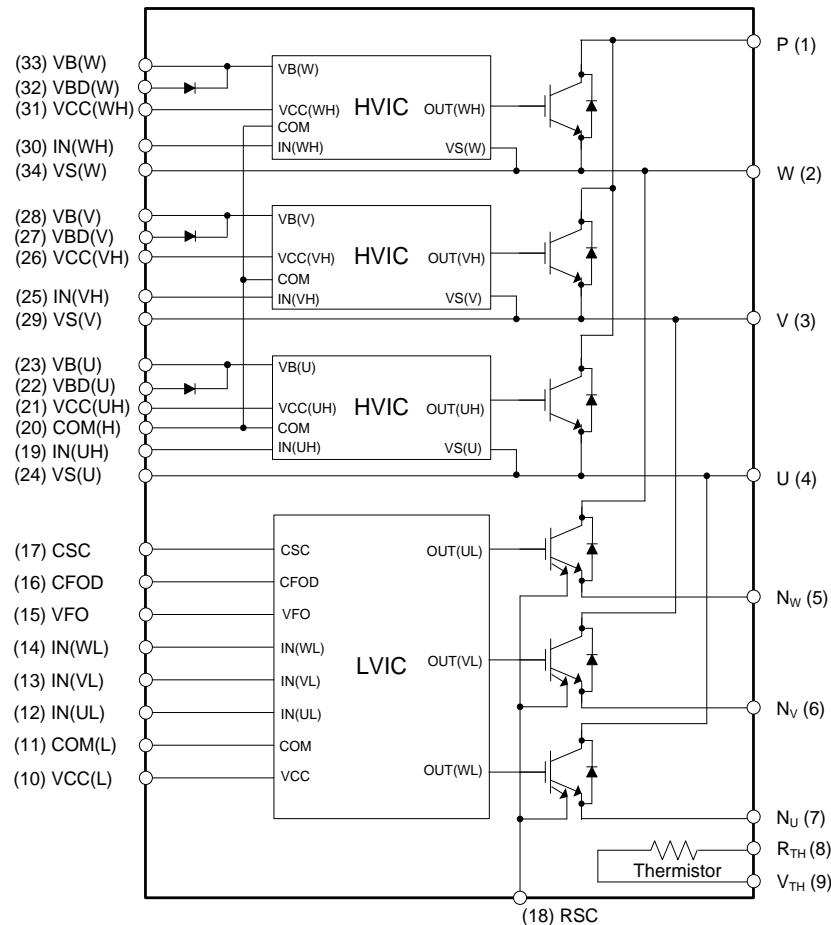 (33) VB(W)
(32) VBD(W)
(31) VCC(WH)
(30) IN(WH)
(34) VS(W)
(28) VB(V)
(27) VBD(V)
(26) VCC(VH)
(25) IN(VH)
(29) VS(V)
(23) VB(U)
(22) VBD(U)
(21) VCC(UH)
(20) COM(H)
(19) IN(UH)
(24) VS(U)
(17) CSC
(16) CFOD
(15) VFO
(14) IN(WL)
(13) IN(VL)
(12) IN(UL)
(11) COM(L)
(10) VCC(L)
VB(W)
VCC(WH)
COM
IN(WH)
HVIC
OUT(WH)
VS(W)
VB(V)
VCC(VH)
COM
IN(VH)
HVIC
OUT(VH)
VS(V)
VB(U)
VCC(UH)
COM
IN(UH)
HVIC
OUT(UH)
VS(U)
CSC
CFOD
VFO
IN(WL)
IN(VL)
IN(UL)
COM
VCC
LVIC
OUT(UL)
OUT(VL)
OUT(WL)
P (1)
W (2)
V (3)
U (4)
NW (5)
NV (6)
NU (7)
RTH (8)
VTH (9)
Thermistor
(18) RSC